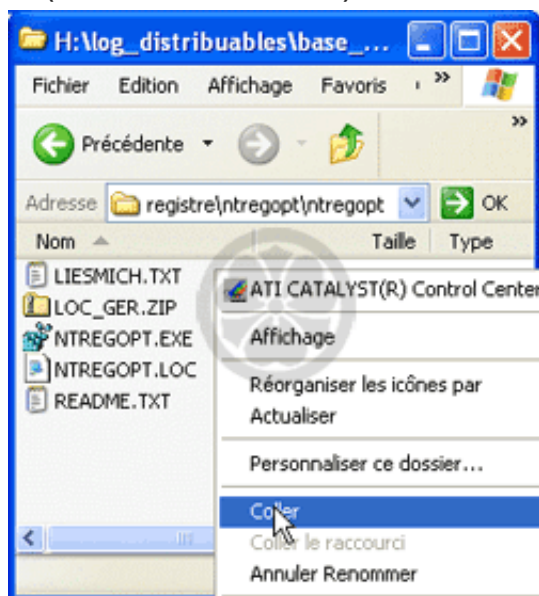 H:\log_distribuables\base_...
Fichier Edition Affichage Favoris »
Précédente »
Adresse registre\ntregopt\ntregopt OK
Nom Taille Type
LIESMICH.TXT
LOC_GER.ZIP
NTREGOPT.EXE
NTREGOPT.LOC
README.TXT
ATI CATALYST(R) Control Center
Affichage
Réorganiser les icônes par
Actualiser
Personnaliser ce dossier...
Coller
Coller le raccourci
Annuler Renommer